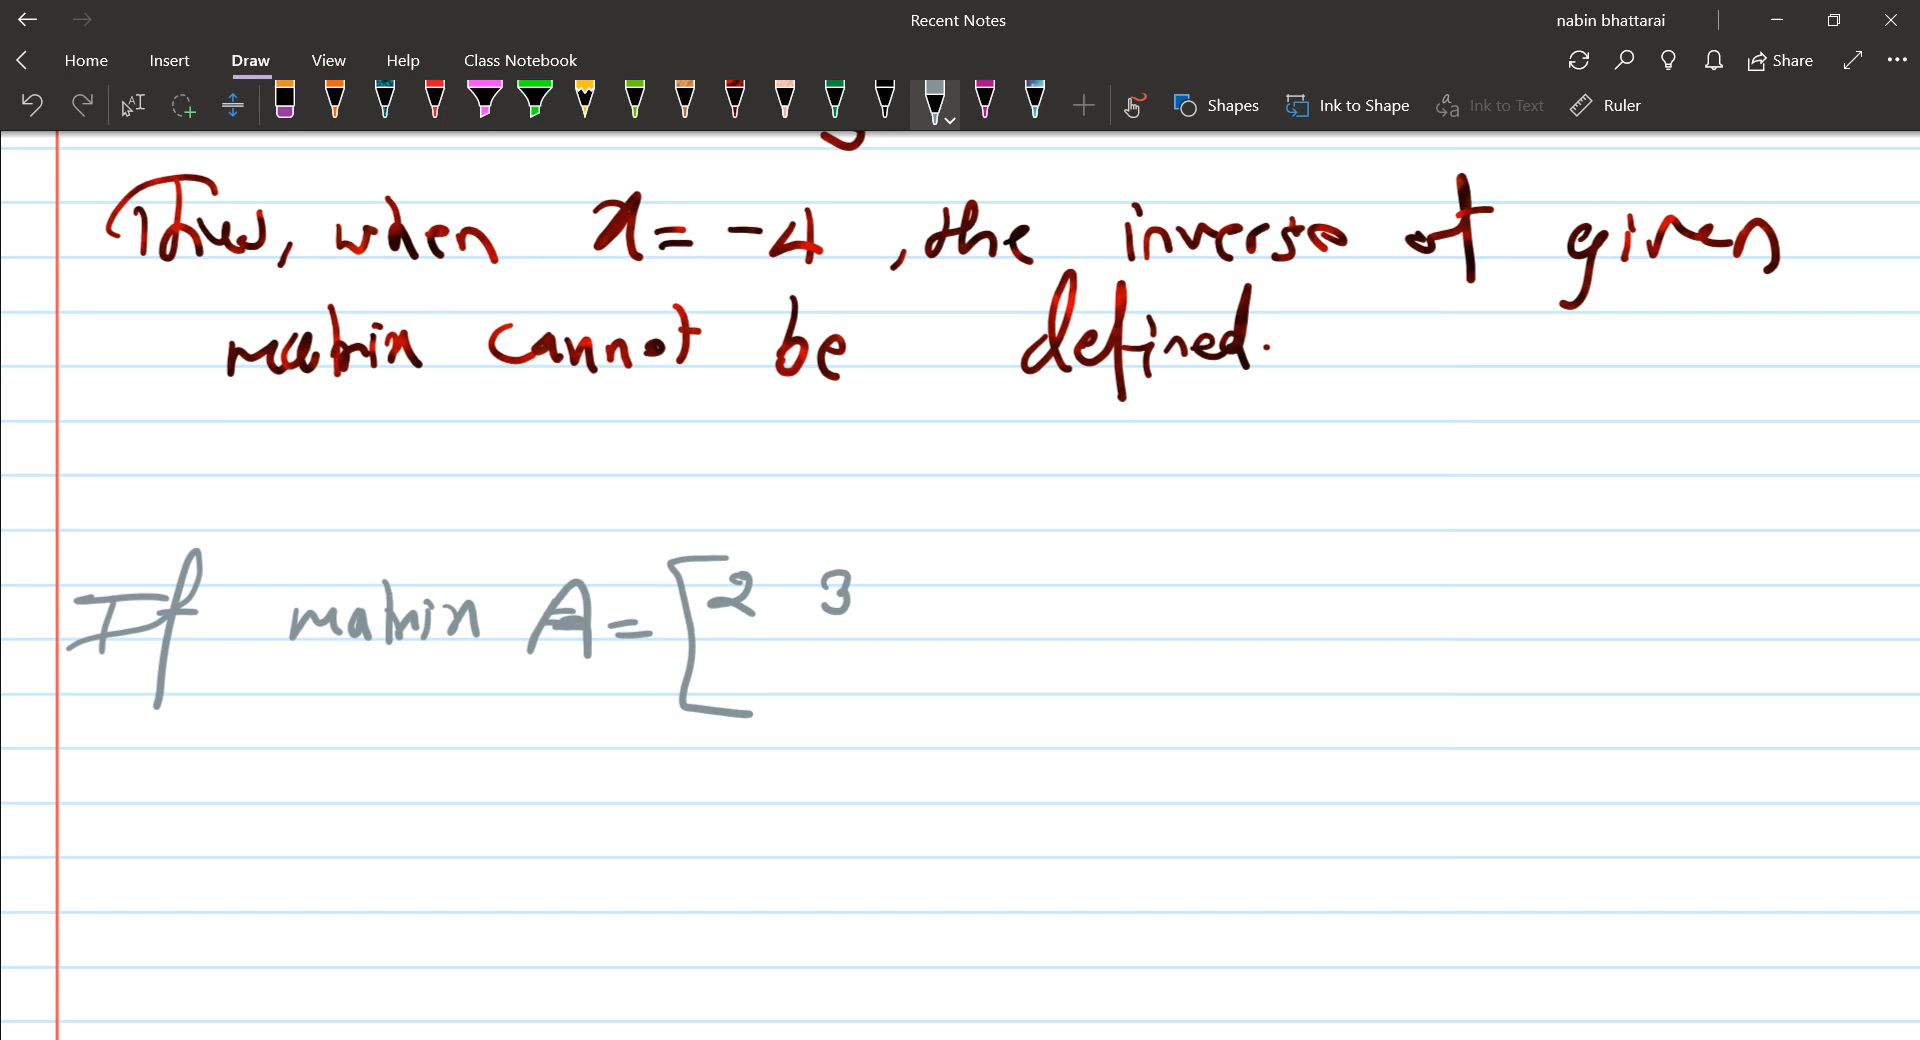 Recent Notes
nabin bhattarai
Home Insert Draw View Help Class Notebook Share
Shapes Ink to Shape Ink to Text Ruler
Thus, when x = -4, the inverse of given
matrix cannot be defined.
If matrix A = [2 3